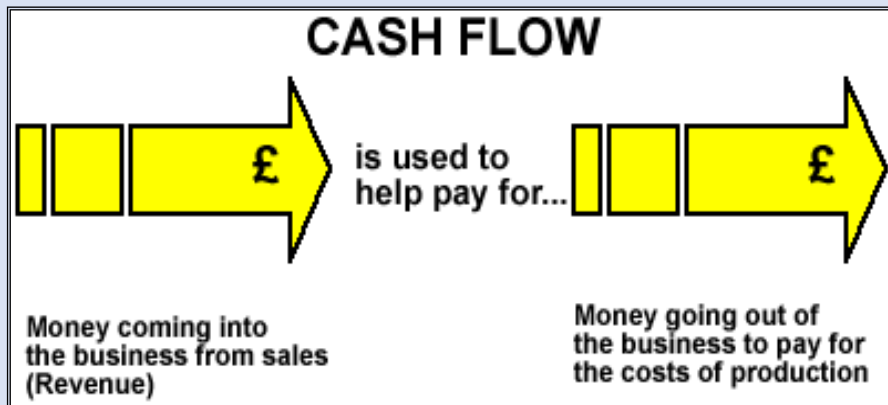 CASH FLOW
£
is used to
help pay for...
£
Money coming into
the business from sales
(Revenue)
Money going out of
the business to pay for
the costs of production